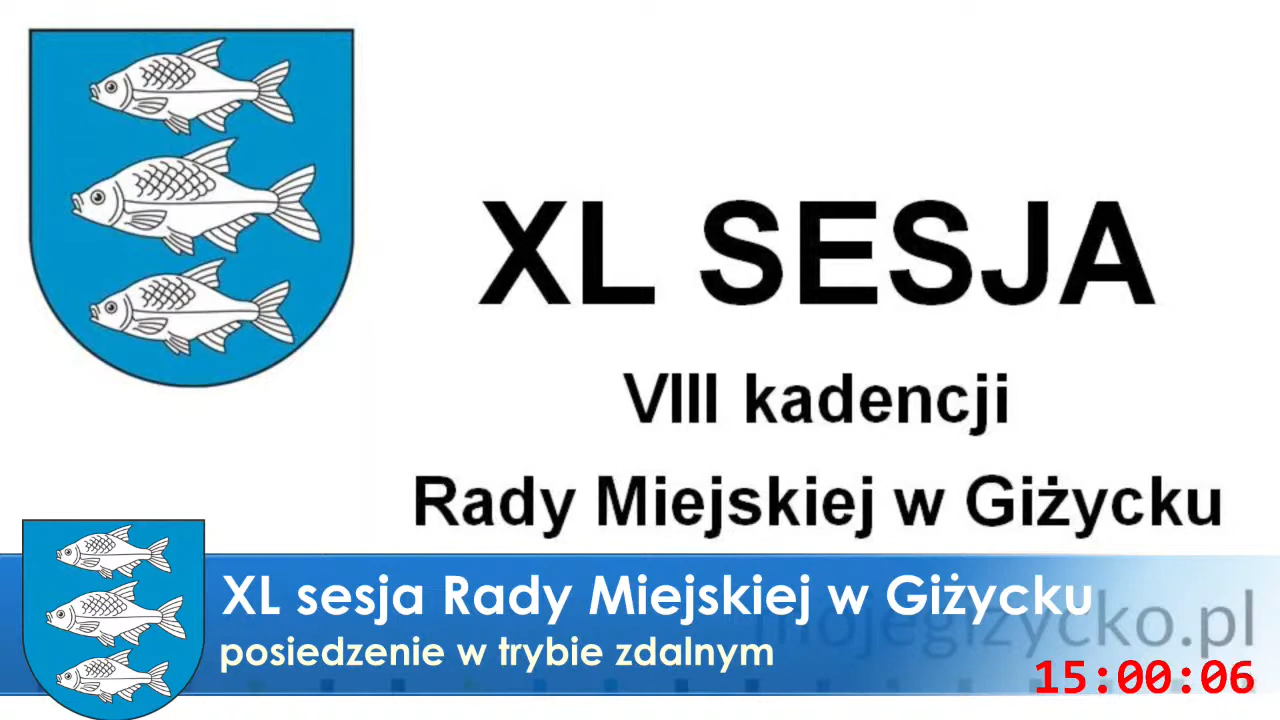 XL SESJA
VIII kadencji
Rady Miejskiej w Giżycku
XL sesja Rady Miejskiej w Giżycku
mojegizycko.pl
posiedzenie w trybie zdalnym
15:00:06